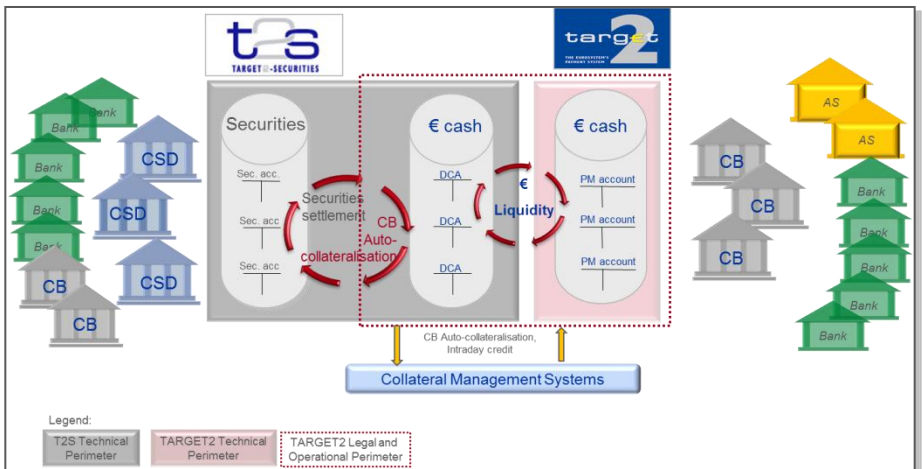 t2s
TARGET2-SECURITIES
target
2
THE EUROSYSTEM'S
PAYMENT SYSTEM
Bank
Bank
Bank
Bank
Bank
CSD
CSD
CSD
CB
CB
Securities
Sec. acc.
Sec. acc
Sec. acc
Securities
settlement
CB
Auto-
collateralisation
€ cash
DCA
DCA
DCA
€
Liquidity
€ cash
PM account
PM account
PM account
CB
CB
CB
AS
AS
Bank
Bank
Bank
Bank
CB Auto-collateralisation,
Intraday credit
Collateral Management Systems
Legend:
T2S Technical
Perimeter
TARGET2 Technical
Perimeter
TARGET2 Legal and
Operational Perimeter